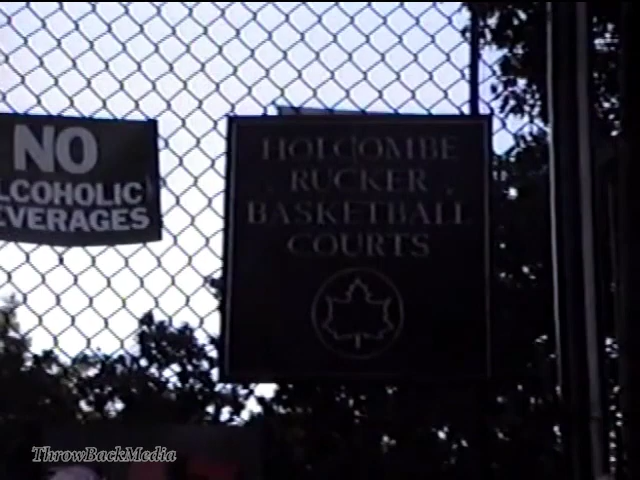 NO
LCOHOLIC
EVERAGES
HOLCOMBE
RUCKER
BASKETBALL
COURTS
ThrowBackMedia